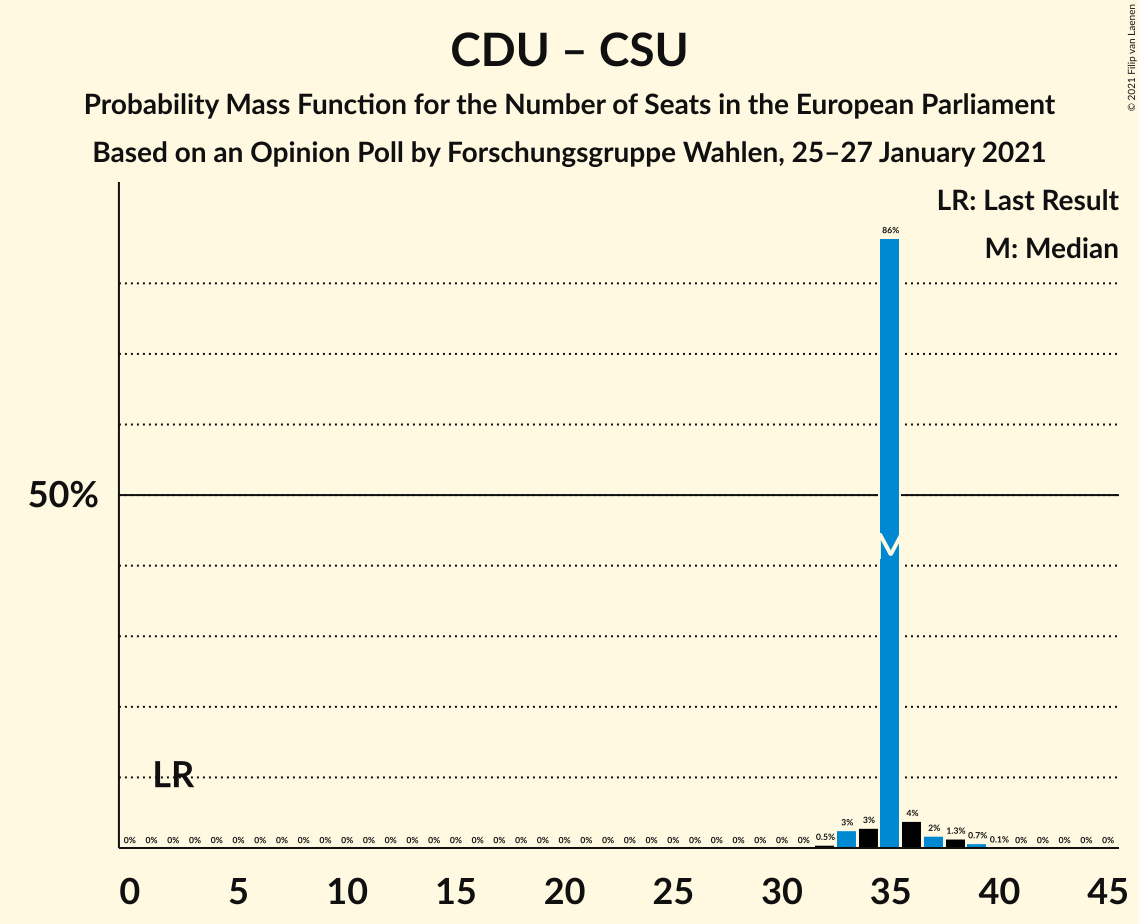 CDU – CSU
Probability Mass Function for the Number of Seats in the European Parliament
Based on an Opinion Poll by Forschungsgruppe Wahlen, 25–27 January 2021
© 2021 Filip van Laenen
LR: Last Result
M: Median
86%
50%
M
LR
0% 0% 0% 0% 0% 0% 0% 0% 0% 0% 0% 0% 0% 0% 0% 0% 0% 0% 0% 0% 0% 0% 0% 0% 0% 0% 0% 0% 0% 0% 0% 0% 0.5% 3% 3% 4% 2% 1.3% 0.7% 0.1% 0% 0% 0% 0% 0%
0 5 10 15 20 25 30 35 40 45